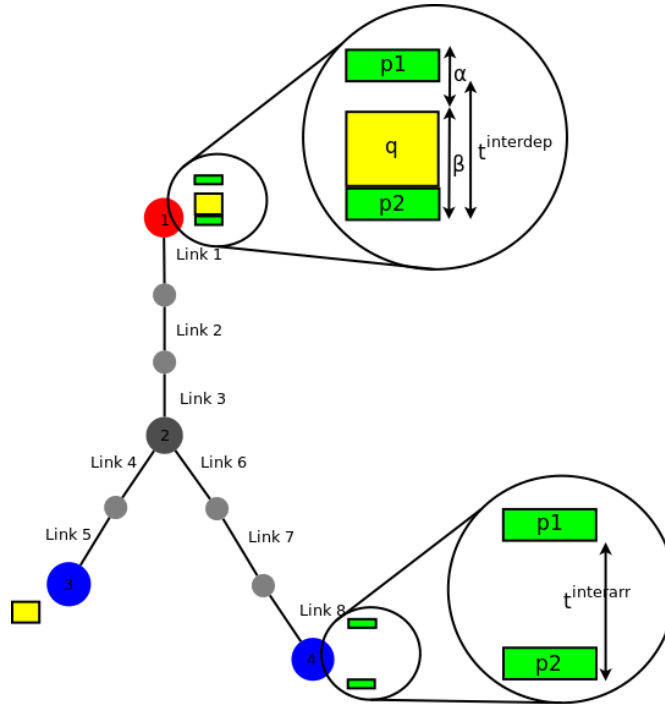 p1
α
q
β
t^interdep
p2
1
Link 1
Link 2
Link 3
2
Link 4
Link 6
Link 5
Link 7
3
Link 8
4
p1
t^interarr
p2